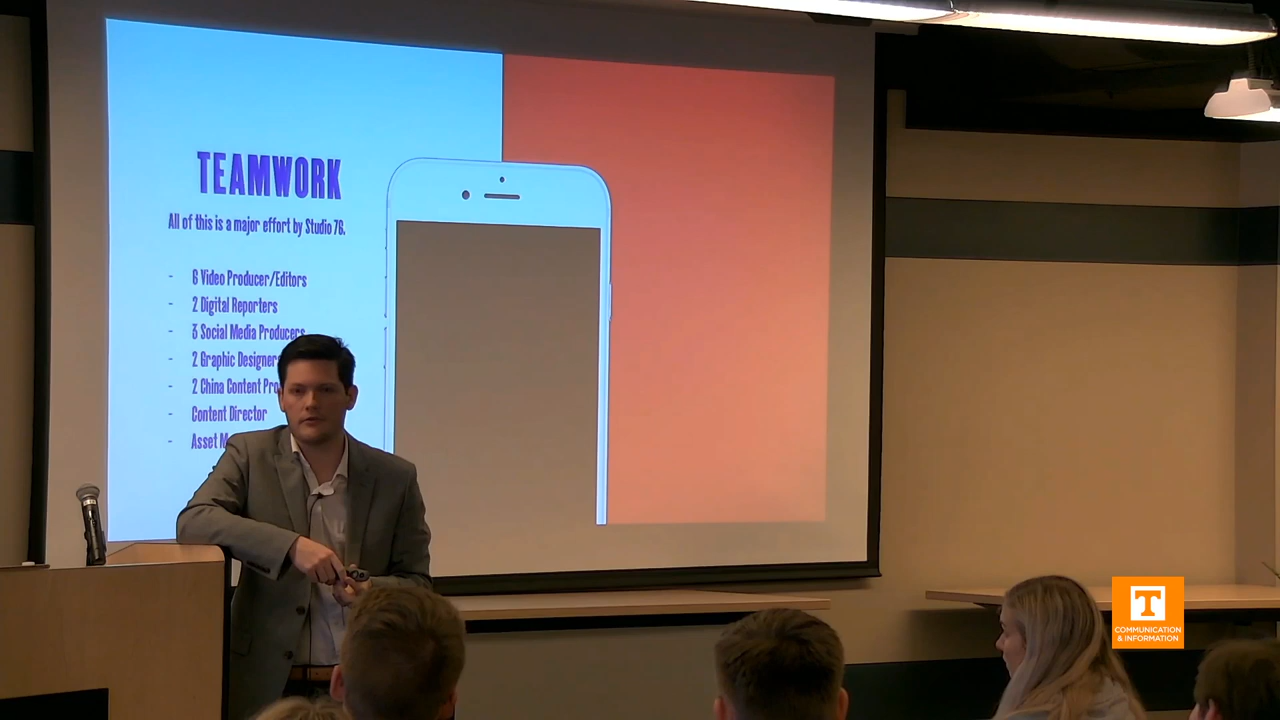 TEAMWORK
All of this is a major effort by Studio 76.
- 6 Video Producer/Editors
- 2 Digital Reporters
- 3 Social Media Producers
- 2 Graphic Designers
- 2 China Content
- Content Director
- Asset
T
COMMUNICATION
& INFORMATION